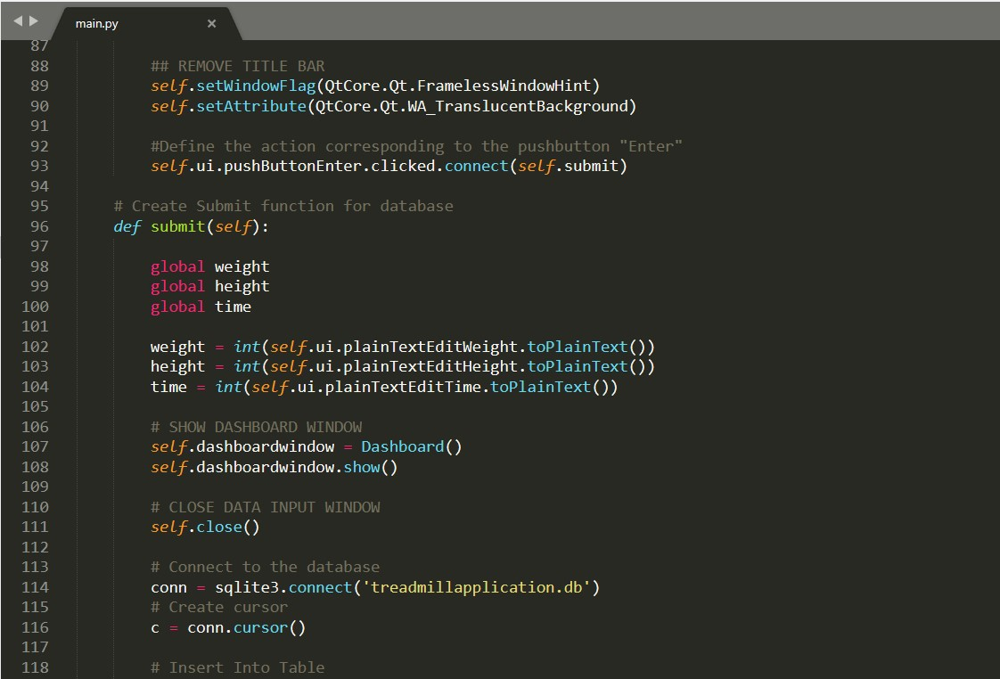 main.py ×
87
88 ## REMOVE TITLE BAR
89 self.setWindowFlag(QtCore.Qt.FramelessWindowHint)
90 self.setAttribute(QtCore.Qt.WA_TranslucentBackground)
91
92 #Define the action corresponding to the pushbutton "Enter"
93 self.ui.pushButtonEnter.clicked.connect(self.submit)
94
95 # Create Submit function for database
96 def submit(self):
97
98 global weight
99 global height
100 global time
101
102 weight = int(self.ui.plainTextEditWeight.toPlainText())
103 height = int(self.ui.plainTextEditHeight.toPlainText())
104 time = int(self.ui.plainTextEditTime.toPlainText())
105
106 # SHOW DASHBOARD WINDOW
107 self.dashboardwindow = Dashboard()
108 self.dashboardwindow.show()
109
110 # CLOSE DATA INPUT WINDOW
111 self.close()
112
113 # Connect to the database
114 conn = sqlite3.connect('treadmillapplication.db')
115 # Create cursor
116 c = conn.cursor()
117
118 # Insert Into Table